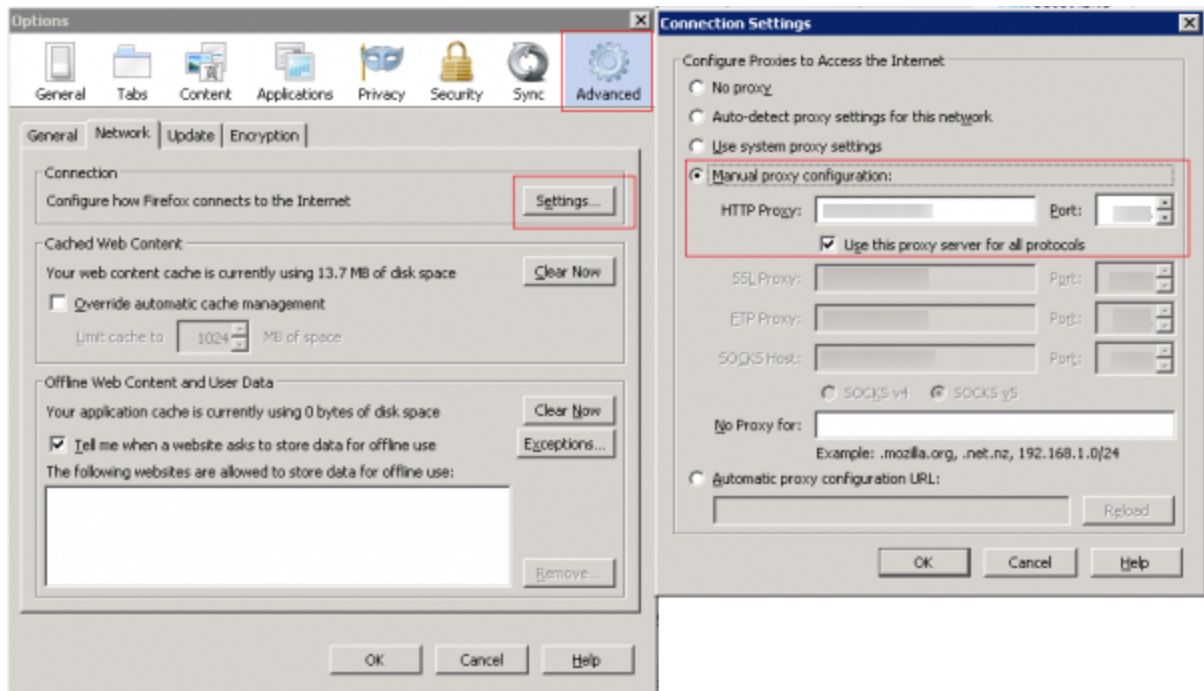 Options
General Tabs Content Applications Privacy Security Sync Advanced
General Network Update Encryption
Connection
Configure how Firefox connects to the Internet Settings...
Cached Web Content
Your web content cache is currently using 13.7 MB of disk space Clear Now
Override automatic cache management
Limit cache to 1024 MB of space
Offline Web Content and User Data
Your application cache is currently using 0 bytes of disk space Clear Now
Tell me when a website asks to store data for offline use Exceptions...
The following websites are allowed to store data for offline use:
Remove...
OK Cancel Help
Connection Settings
Configure Proxies to Access the Internet
No proxy
Auto-detect proxy settings for this network
Use system proxy settings
Manual proxy configuration:
HTTP Proxy: Port:
Use this proxy server for all protocols
SSL Proxy: Port:
FTP Proxy: Port:
SOCKS Host: Port:
SOCKS v4 SOCKS v5
No Proxy for:
Example: .mozilla.org, .net.nz, 192.168.1.0/24
Automatic proxy configuration URL:
Reload
OK Cancel Help